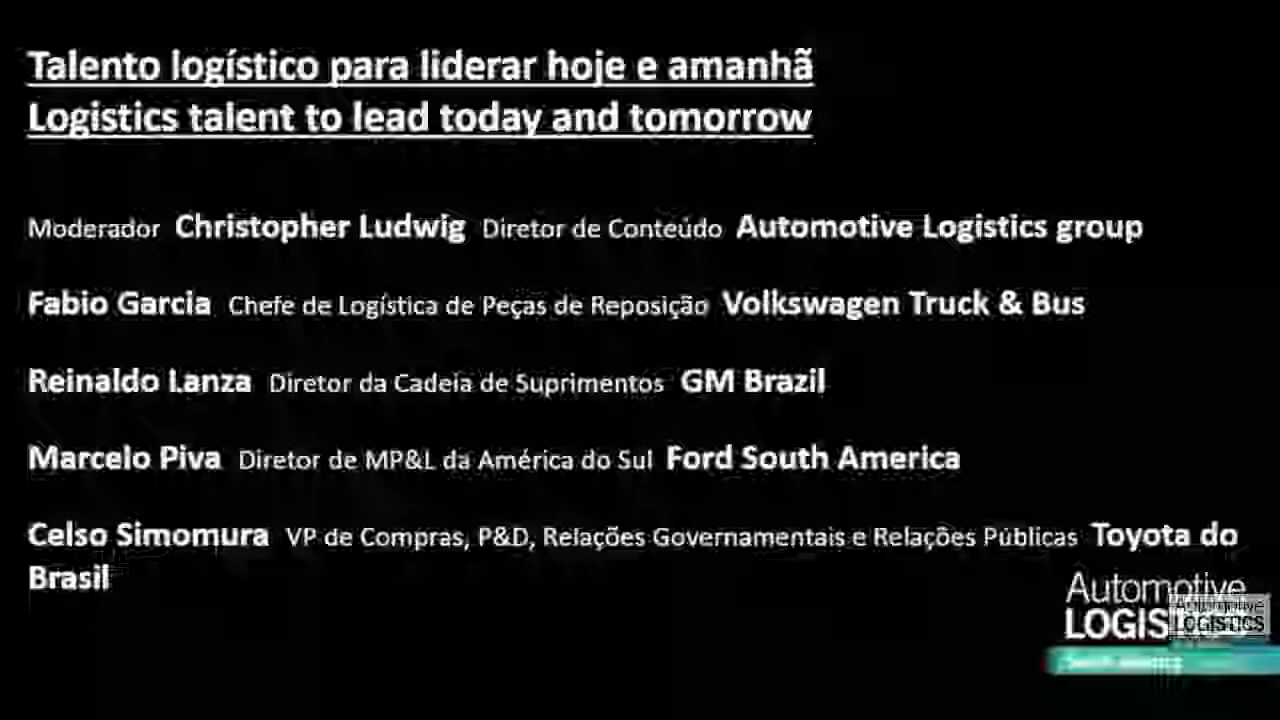 Talento logístico para liderar hoje e amanhã
Logistics talent to lead today and tomorrow
Moderador Christopher Ludwig Diretor de Conteúdo Automotive Logistics group
Fabio Garcia Chefe de Logística de Peças de Reposição Volkswagen Truck & Bus
Reinaldo Lanza Diretor da Cadeia de Suprimentos GM Brazil
Marcelo Piva Diretor de MP&L da América do Sul Ford South America
Celso Simomura VP de Compras, P&D, Relações Governamentais e Relações Públicas Toyota do
Brasil
Automotive
LOGISTICS
Automotive
LOGISTICS